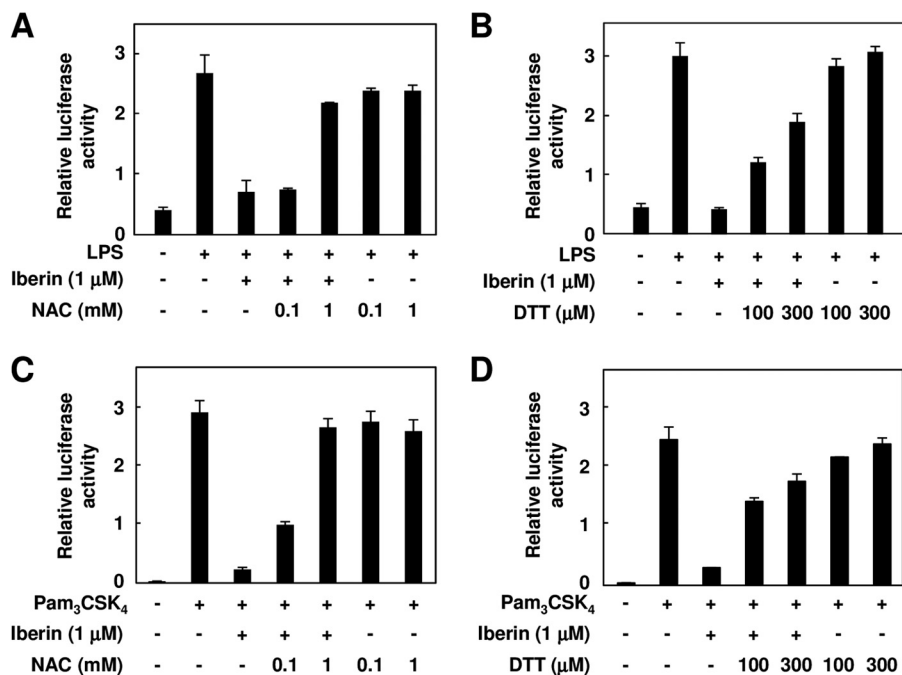 A
Relative luciferase
activity
3
2
1
0
LPS - + + + + + +
Iberin (1 μM) - - + + + - -
NAC (mM) - - - 0.1 1 0.1 1
B
Relative luciferase
activity
3
2
1
0
LPS - + + + + + +
Iberin (1 μM) - - + + + - -
DTT (μM) - - - 100 300 100 300
C
Relative luciferase
activity
3
2
1
0
Pam₃CSK₄ - + + + + + +
Iberin (1 μM) - - + + + - -
NAC (mM) - - - 0.1 1 0.1 1
D
Relative luciferase
activity
3
2
1
0
Pam₃CSK₄ - + + + + + +
Iberin (1 μM) - - + + + - -
DTT (μM) - - - 100 300 100 300